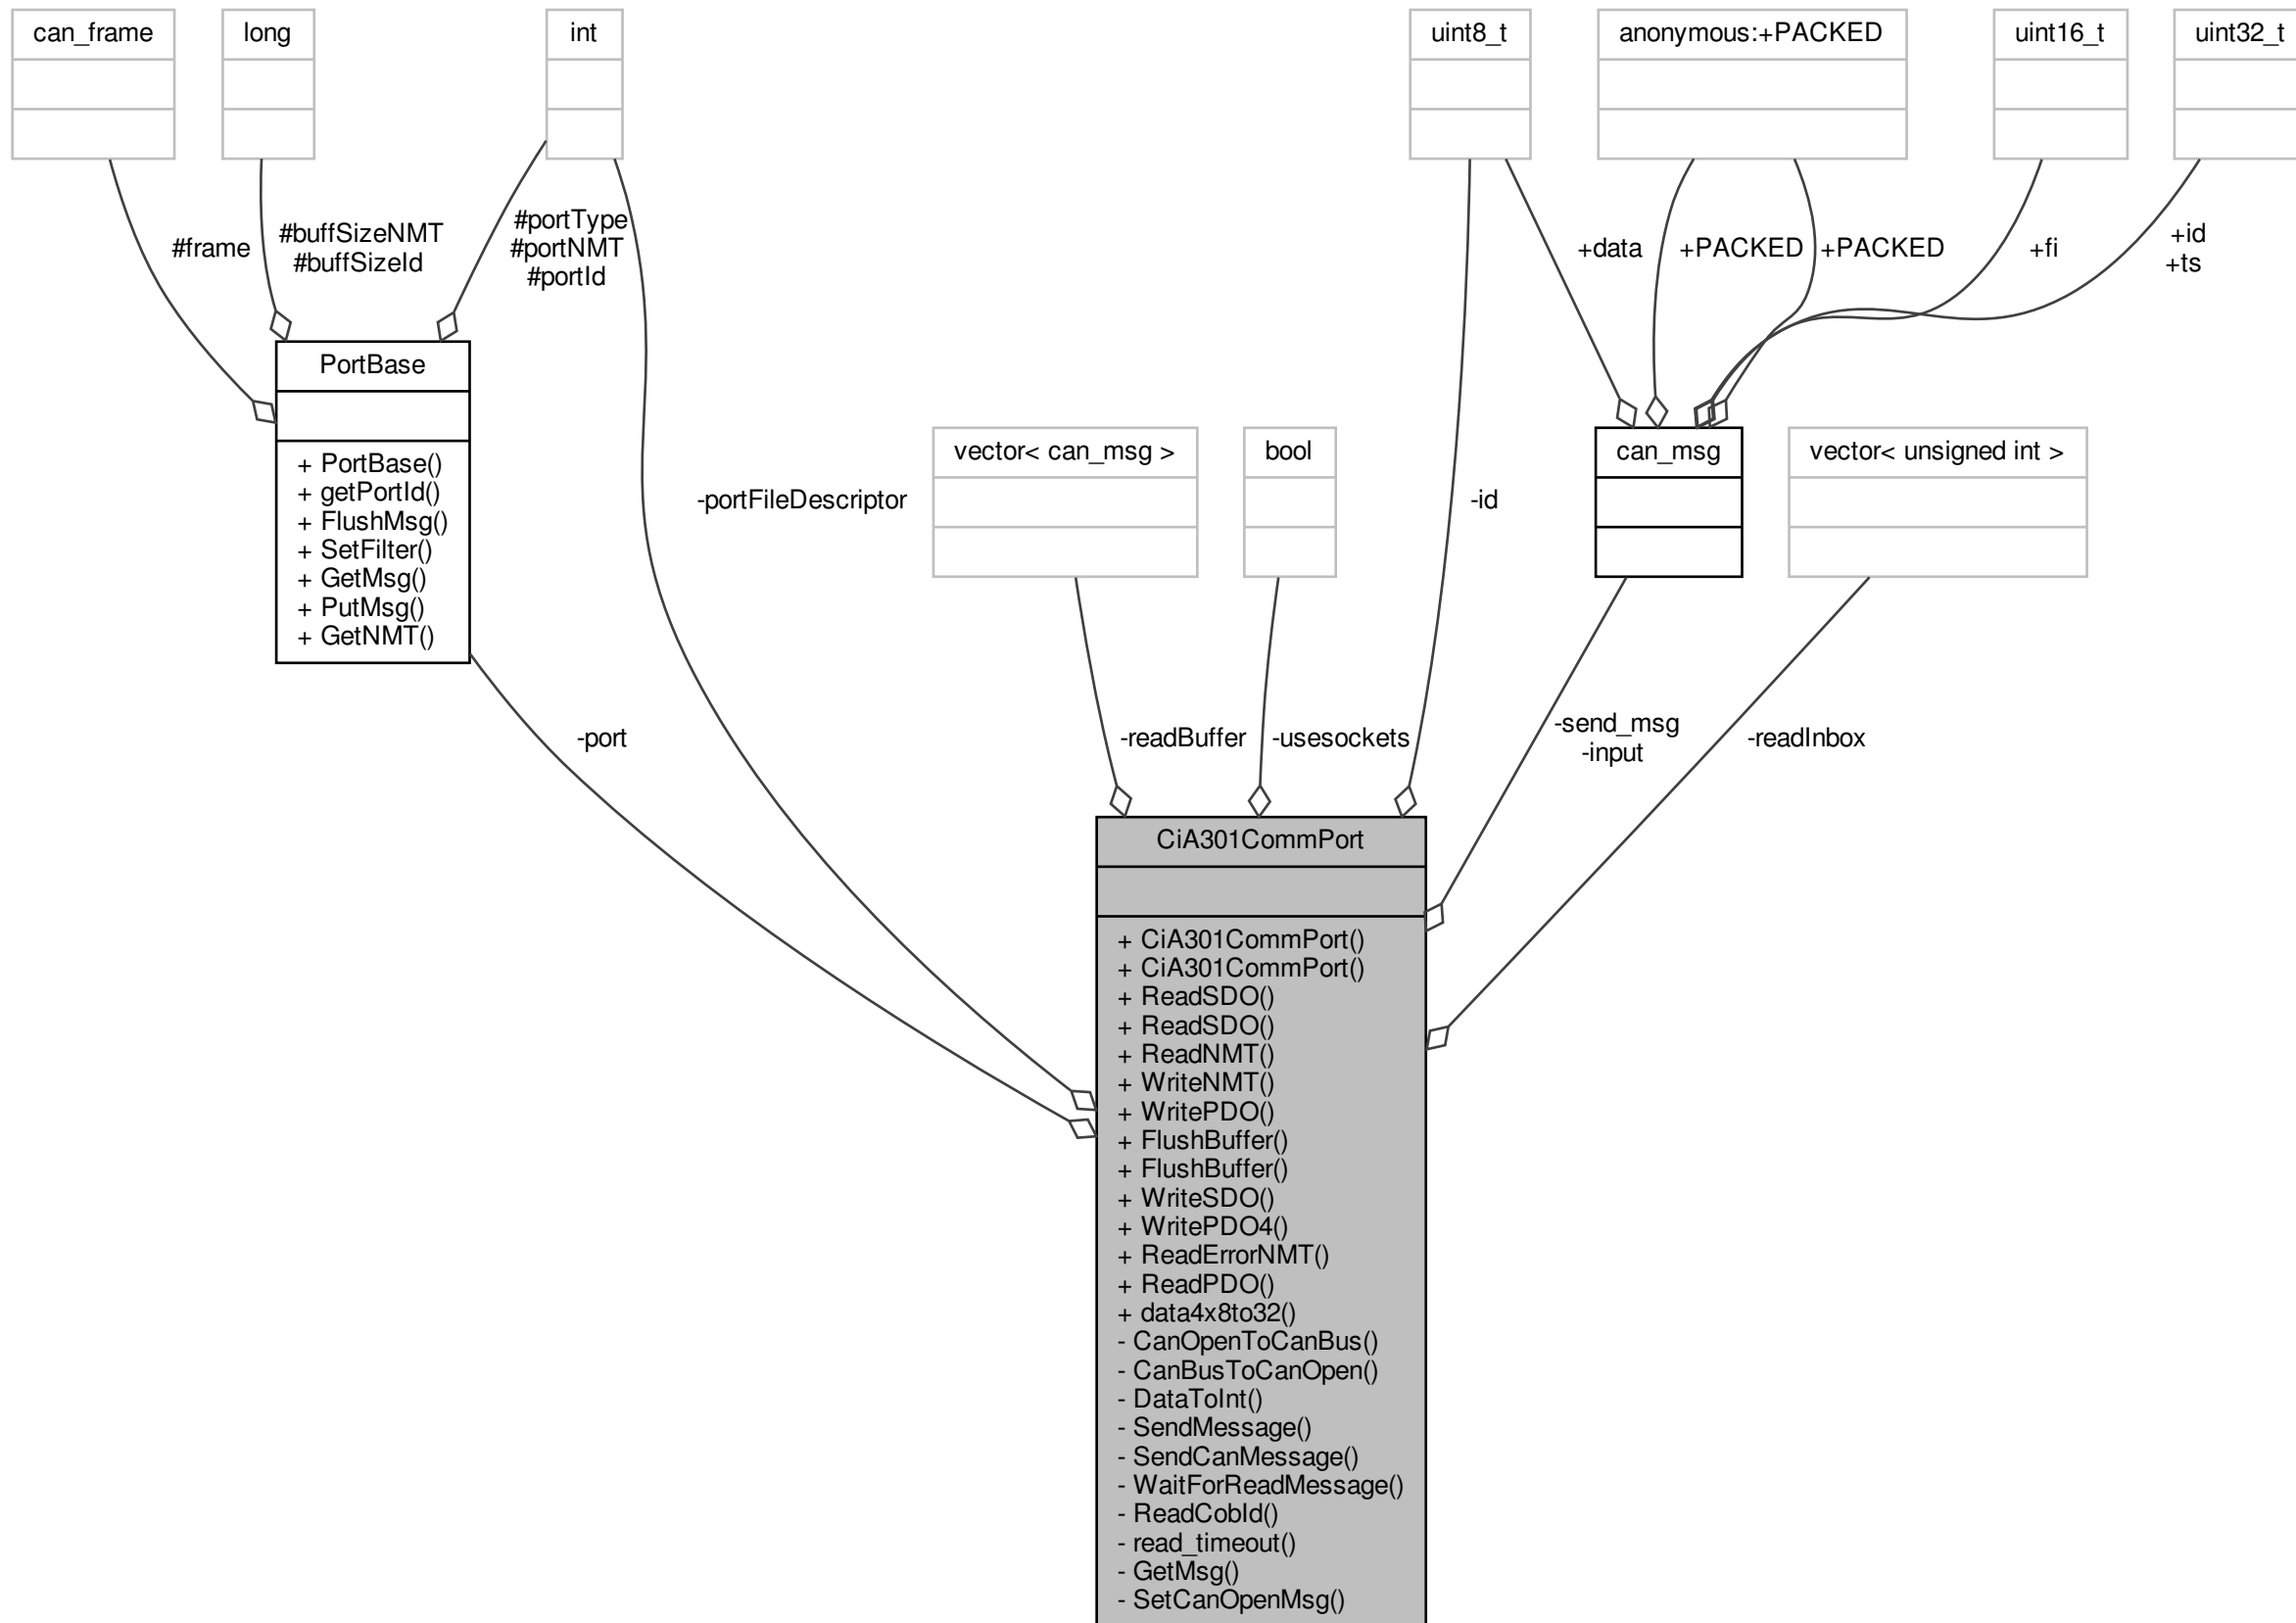 can_frame
long
int
uint8_t
anonymous:+PACKED
uint16_t
uint32_t
#frame
#buffSizeNMT
#buffSizeId
#portType
#portNMT
#portId
+data
+PACKED
+PACKED
+fi
+id
+ts
PortBase
+ PortBase()
+ getPortId()
+ FlushMsg()
+ SetFilter()
+ GetMsg()
+ PutMsg()
+ GetNMT()
-portFileDescriptor
vector< can_msg >
bool
-id
can_msg
vector< unsigned int >
-port
-readBuffer
-usesockets
-send_msg
-input
-readInbox
CiA301CommPort
+ CiA301CommPort()
+ CiA301CommPort()
+ ReadSDO()
+ ReadSDO()
+ ReadNMT()
+ WriteNMT()
+ WritePDO()
+ FlushBuffer()
+ FlushBuffer()
+ WriteSDO()
+ WritePDO4()
+ ReadErrorNMT()
+ ReadPDO()
+ data4x8to32()
- CanOpenToCanBus()
- CanBusToCanOpen()
- DataToInt()
- SendMessage()
- SendCanMessage()
- WaitForReadMessage()
- ReadCobId()
- read_timeout()
- GetMsg()
- SetCanOpenMsg()